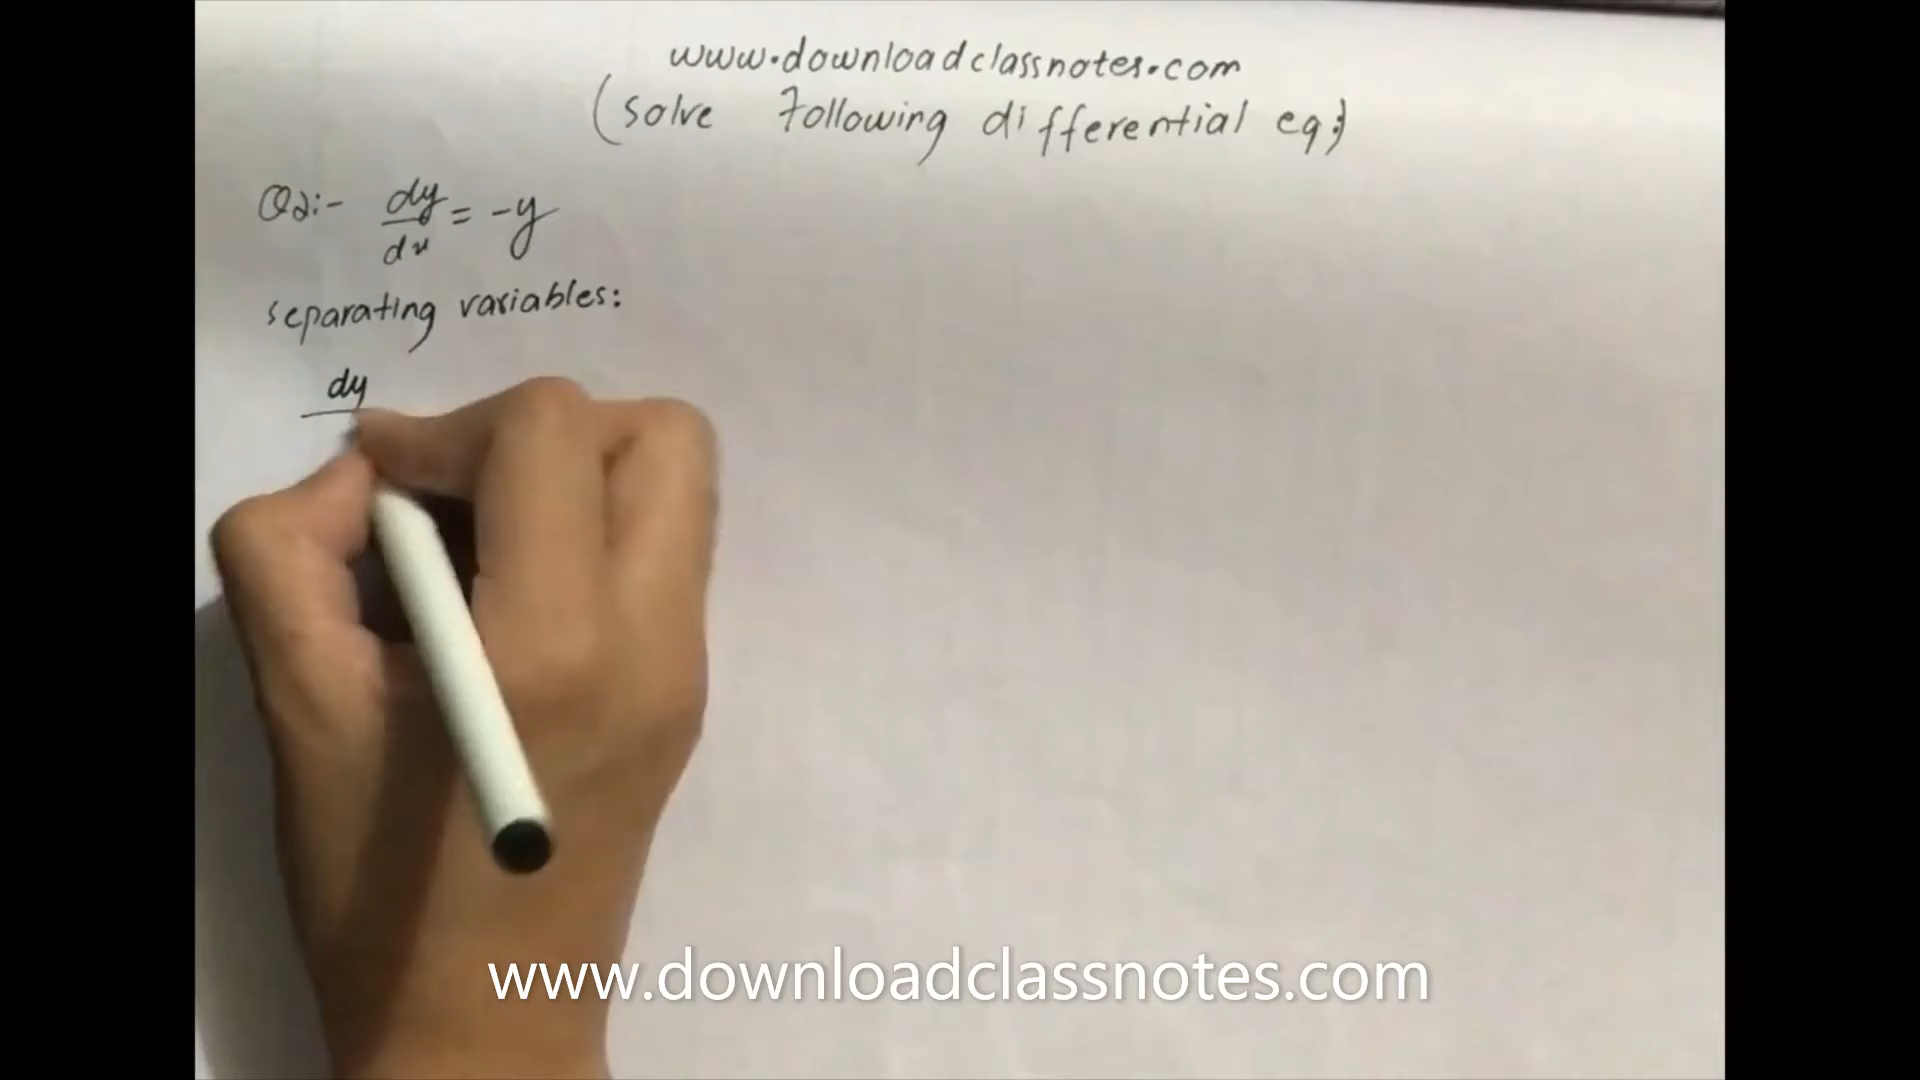 www.downloadclassnotes.com
(solve following differential eq:)
Q2:- dy/dx = -y
separating variables:
dy
www.downloadclassnotes.com